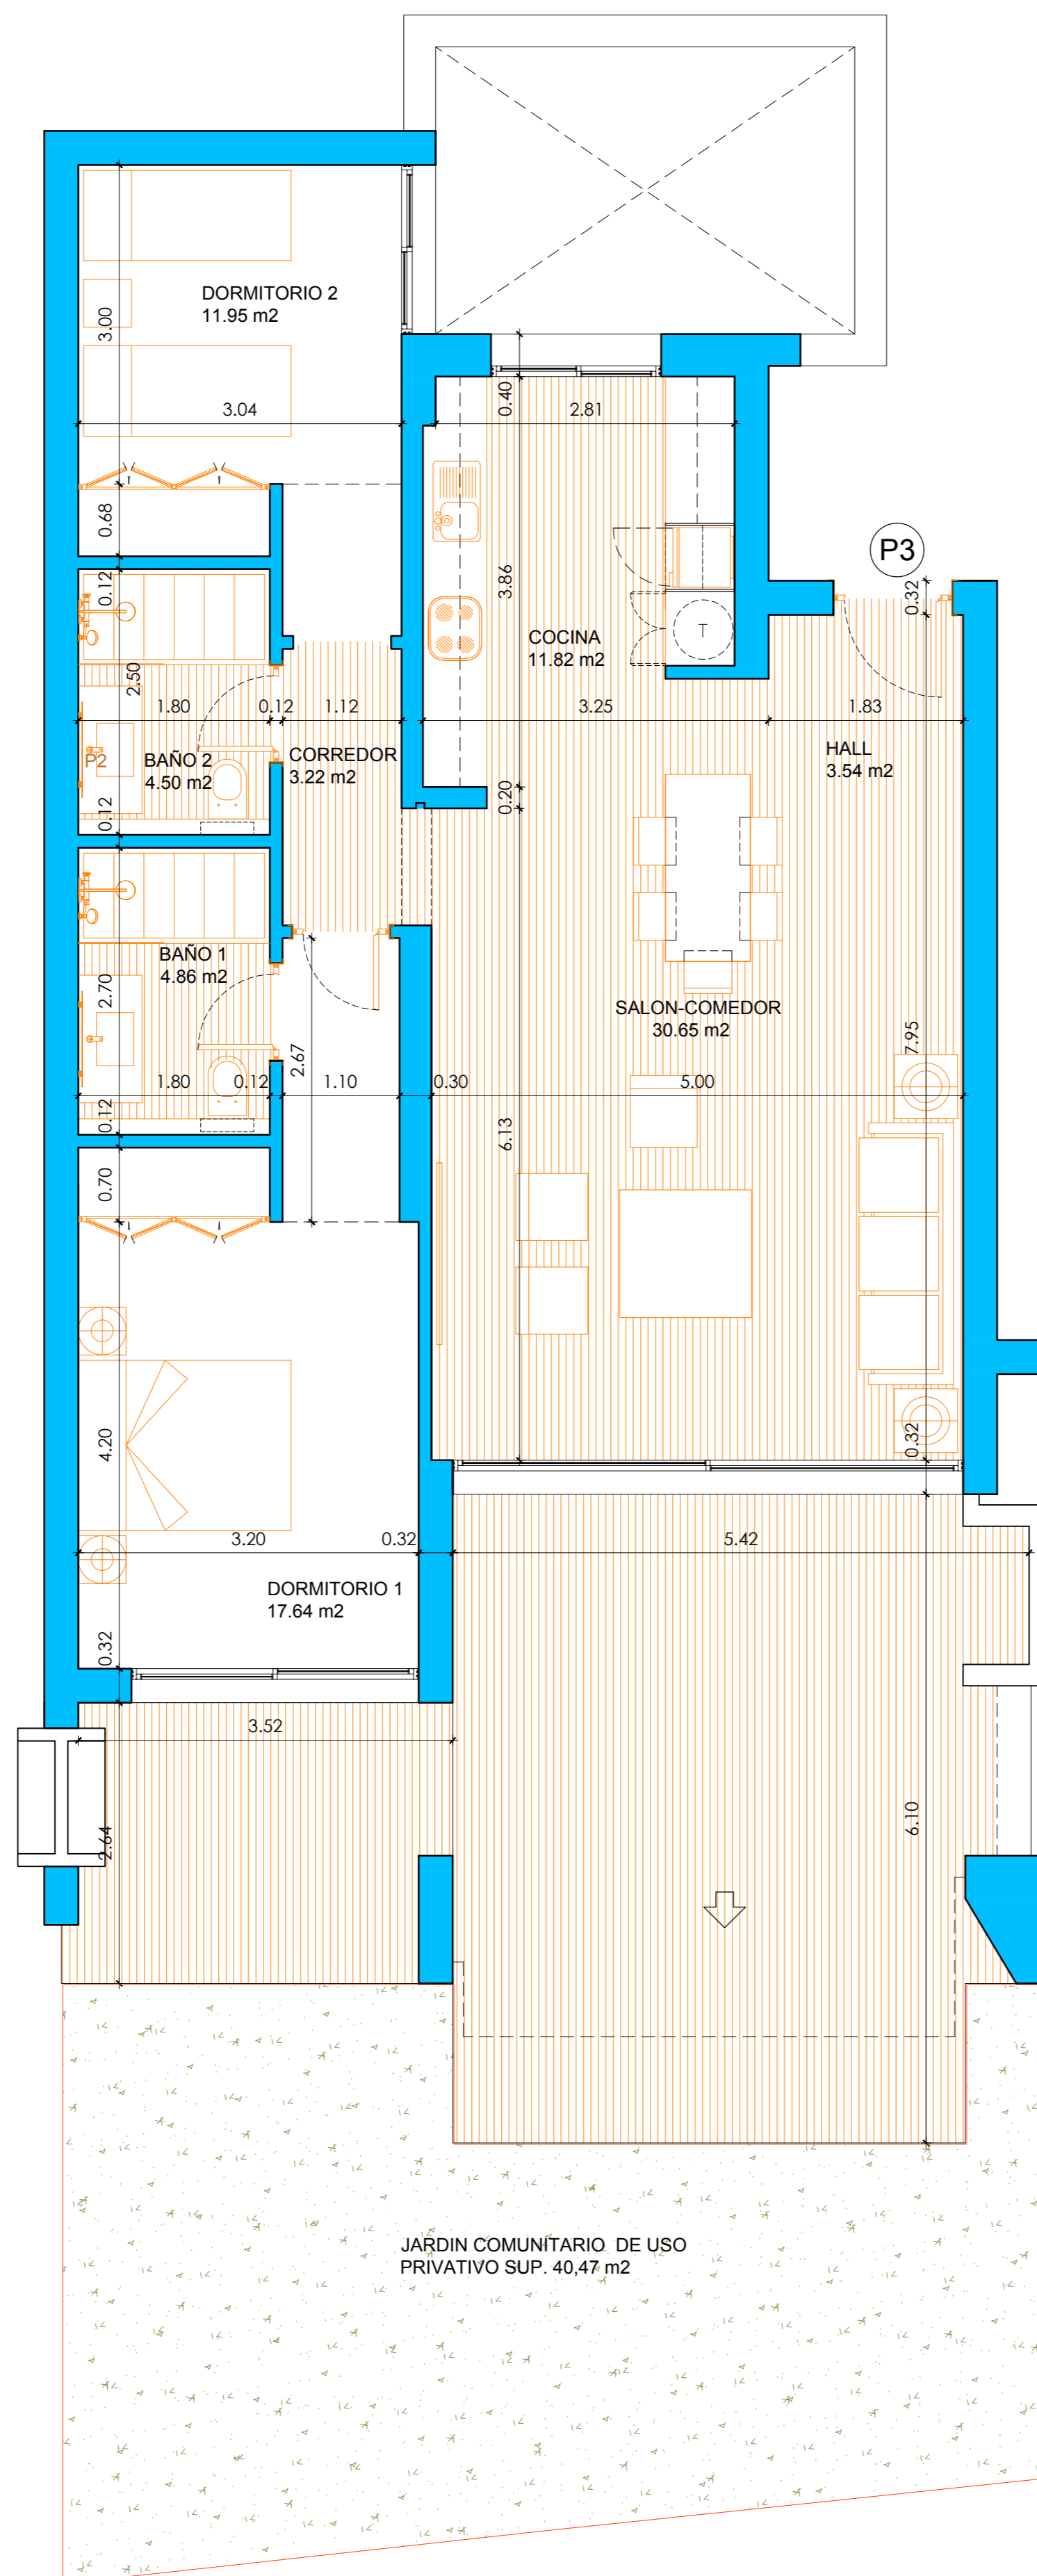 DORMITORIO 2
11.95 m2
3.00
3.04
0.40
2.81
0.68
P3
0.12
3.86
0.32
COCINA
11.82 m2
2.50
1.80
0.12
1.12
3.25
1.83
P2
BAÑO 2
4.50 m2
CORREDOR
3.22 m2
HALL
3.54 m2
T
0.12
0.20
BAÑO 1
4.86 m2
2.70
SALON-COMEDOR
30.65 m2
7.95
2.67
1.80
0.12
1.10
0.30
5.00
0.12
6.13
0.70
4.20
0.32
3.20
0.32
5.42
DORMITORIO 1
17.64 m2
0.32
3.52
2.64
6.10
JARDIN COMUNITARIO DE USO
PRIVATIVO SUP. 40,47 m2